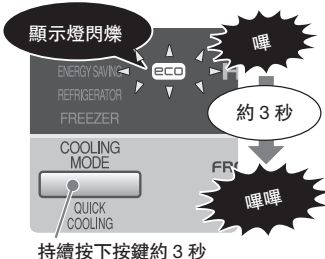 顯示燈閃爍
嗶
eco
ENERGY SAVING
REFRIGERATOR
FREEZER
約 3 秒
COOLING
MODE
嗶嗶
QUICK
COOLING
持續按下按鍵約 3 秒